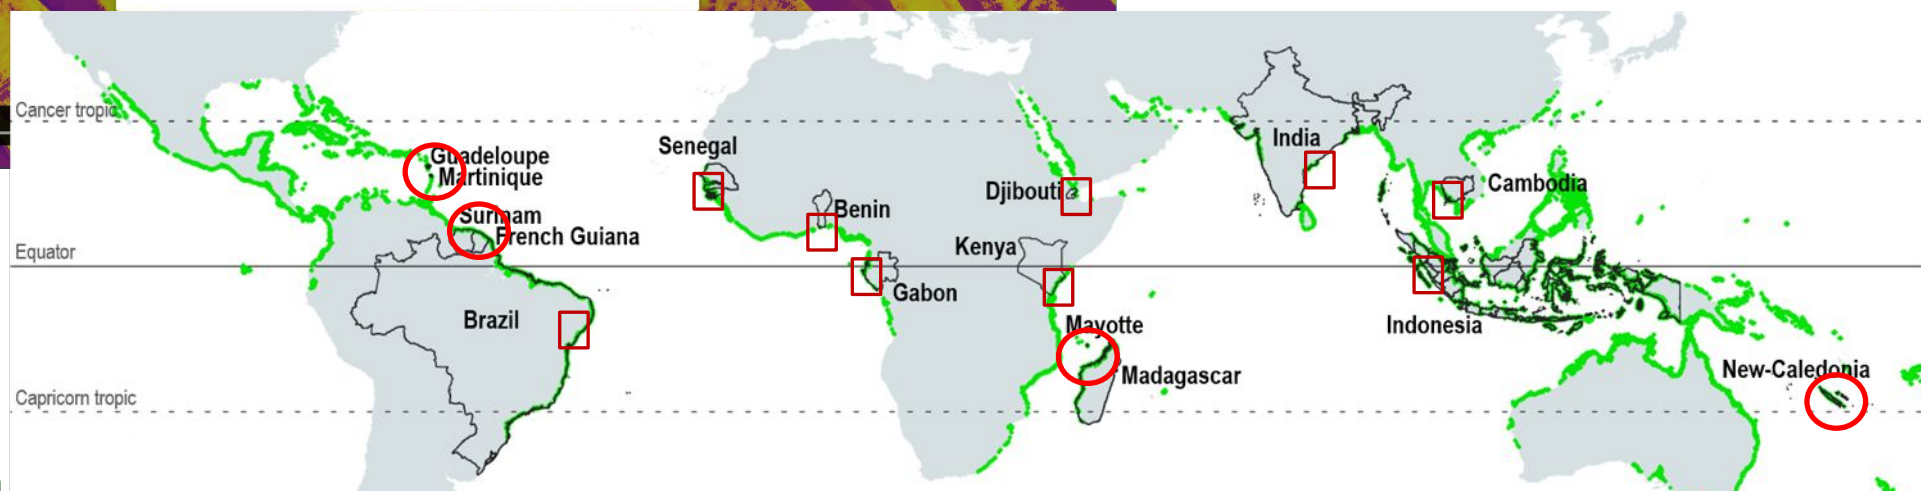 Cancer tropic
Guadeloupe
Martinique
Surinam
French Guiana
Equator
Brazil
Capricorn tropic
Senegal
Benin
Gabon
Djibouti
Kenya
Mayotte
Madagascar
India
Cambodia
Indonesia
New-Caledonia